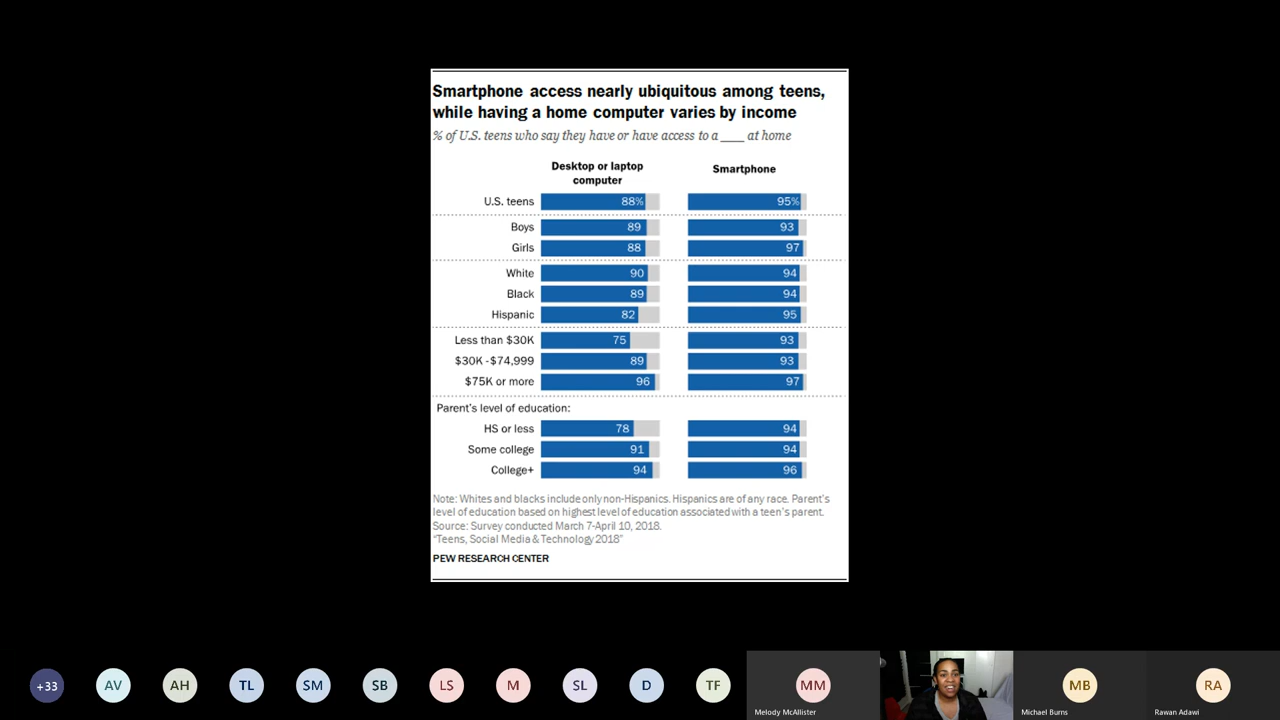 Smartphone access nearly ubiquitous among teens,
while having a home computer varies by income
% of U.S. teens who say they have or have access to a ____ at home
Desktop or laptop
computer
Smartphone
U.S. teens 88% 95%
Boys 89 93
Girls 88 97
White 90 94
Black 89 94
Hispanic 82 95
Less than $30K 75 93
$30K-$74,999 89 93
$75K or more 96 97
Parent's level of education:
HS or less 78 94
Some college 91 94
College+ 94 96
Note: Whites and blacks include only non-Hispanics. Hispanics are of any race. Parent's
level of education based on highest level of education associated with a teen's parent.
Source: Survey conducted March 7-April 10, 2018.
"Teens, Social Media & Technology 2018"
PEW RESEARCH CENTER
+33 AV AH TL SM SB LS M SL D TF MM MB RA
Melody McAllister Michael Burns Rawan Adawi